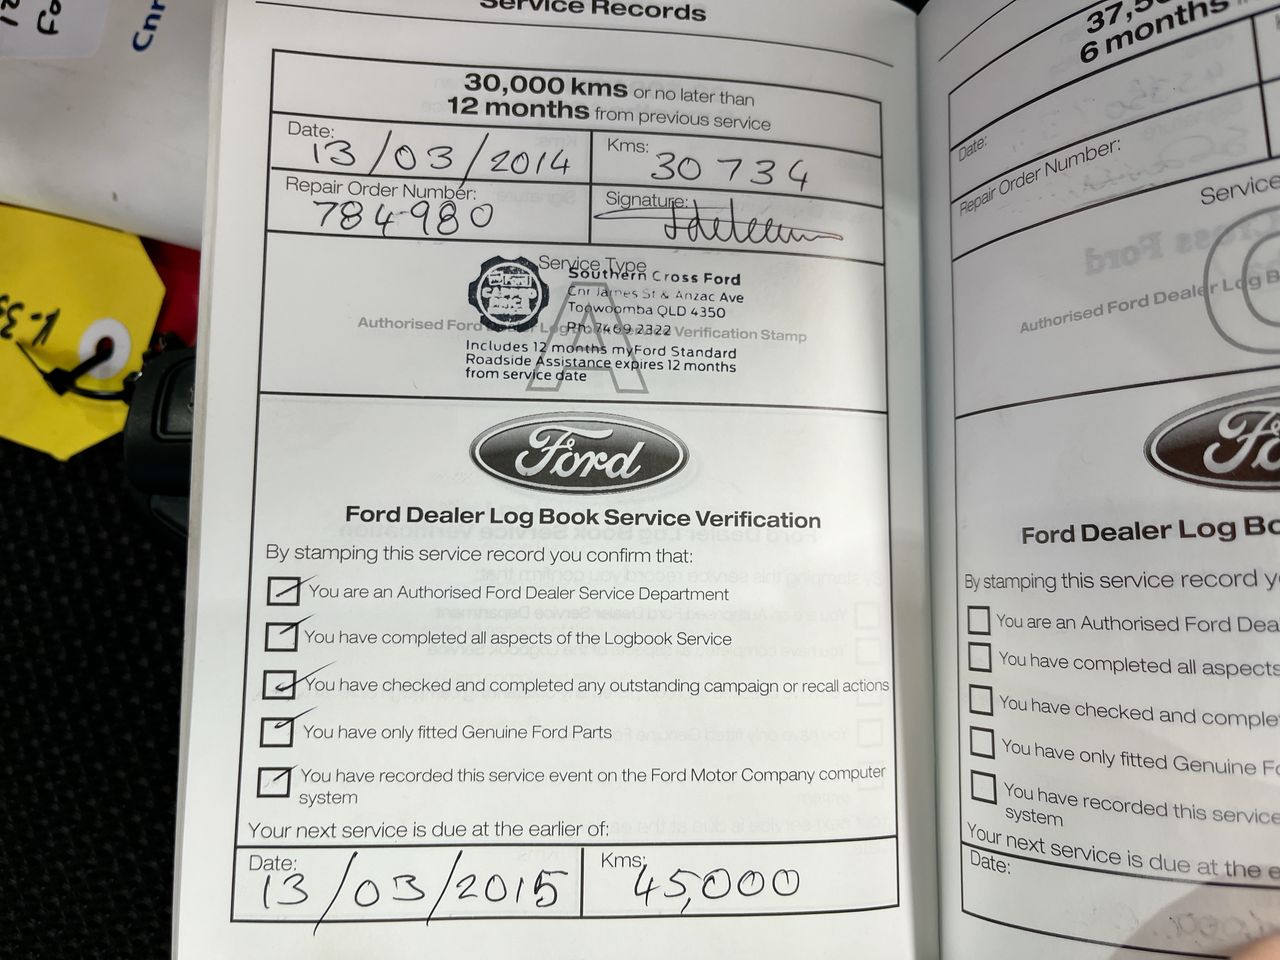 Service Records
30,000 kms or no later than
12 months from previous service
Date:
13/03/2014
Kms:
30 734
Repair Order Number:
784980
Signature:
Service Type
A
Southern Cross Ford
Cnr James St & Anzac Ave
Toowoomba QLD 4350
Ph: 7469 2322
Authorised Ford Dealer Log Verification Stamp
Includes 12 months myFord Standard
Roadside Assistance expires 12 months
from service date
Ford
Ford Dealer Log Book Service Verification
By stamping this service record you confirm that:
You are an Authorised Ford Dealer Service Department
You have completed all aspects of the Logbook Service
You have checked and completed any outstanding campaign or recall actions
You have only fitted Genuine Ford Parts
You have recorded this service event on the Ford Motor Company computer
system
Your next service is due at the earlier of:
Date:
13/03/2015
Kms:
45,000
37,5
6 months
Date:
Repair Order Number:
Service
Authorised Ford Dealer Log B
Fo
Ford Dealer Log Bo
By stamping this service record y
You are an Authorised Ford Dea
You have completed all aspects
You have checked and comple
You have only fitted Genuine Fo
You have recorded this service
system
Your next service is due at the e
Date: